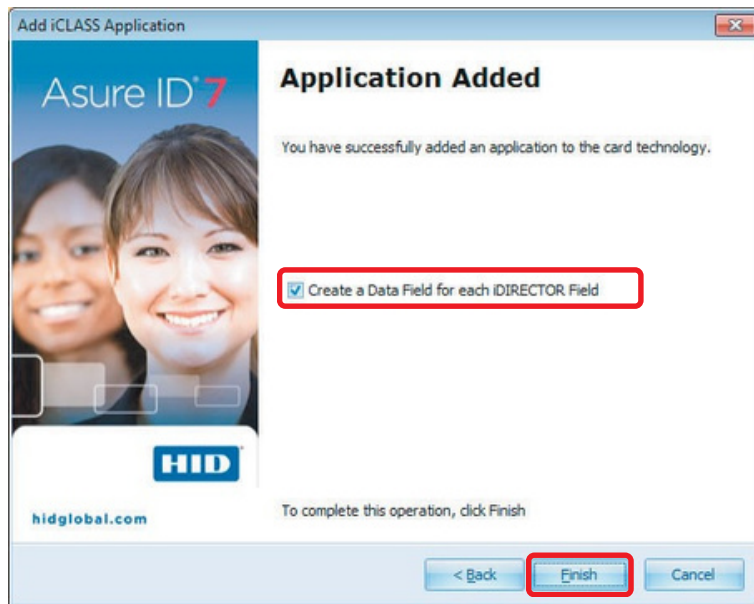 Add iCLASS Application
Asure ID® 7
Application Added
You have successfully added an application to the card technology.
Create a Data Field for each iDIRECTOR Field
HID
hidglobal.com
To complete this operation, click Finish
< Back
Finish
Cancel